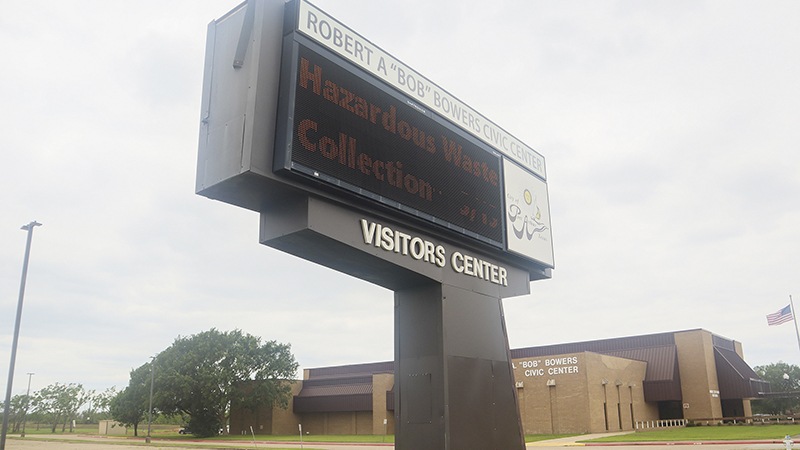 ROBERT A "BOB" BOWERS CIVIC CENTER
Hazardous Waste
Collection
VISITORS CENTER
A "BOB" BOWERS
CIVIC CENTER